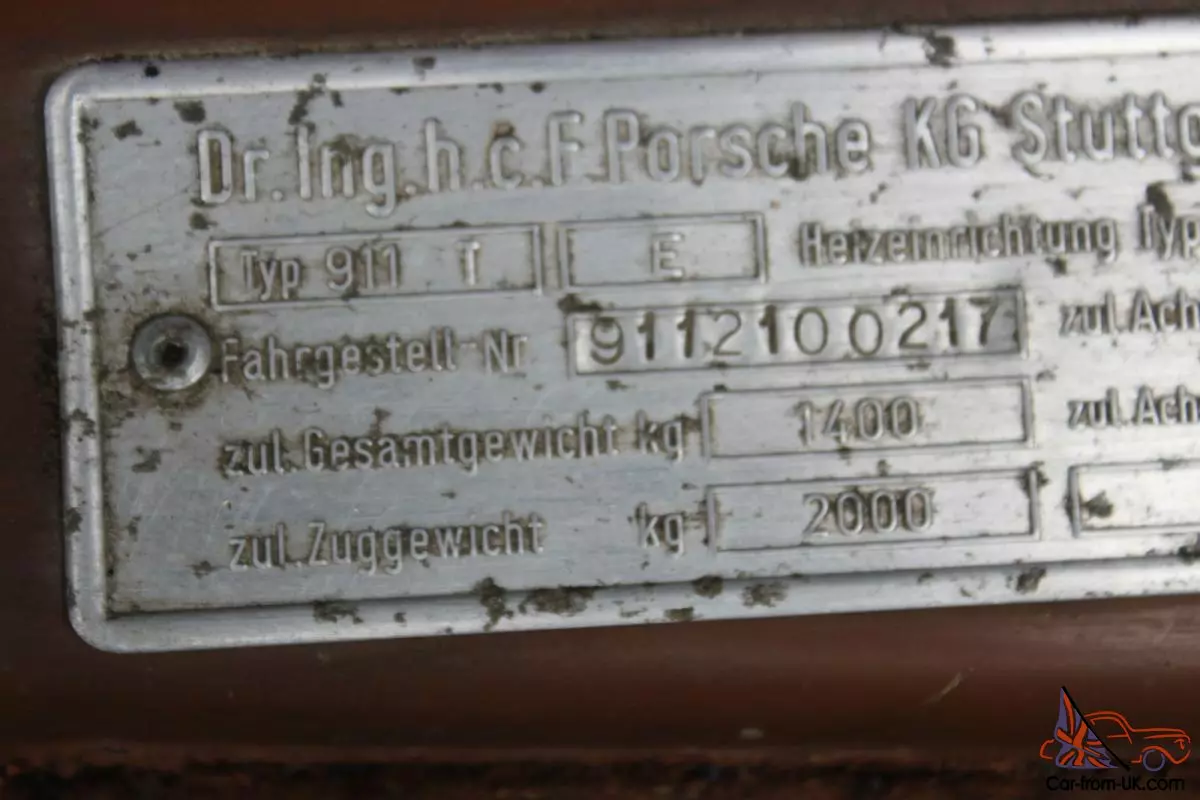 Dr. Ing. h. c. F. Porsche KG Stuttg
Typ 911 T E Heizeinrichtung Typ
Fahrgestell-Nr 9112100217 zul. Ach
zul. Gesamtgewicht kg 1400 zul. Ach
zul. Zuggewicht kg 2000
Car-from-UK.com